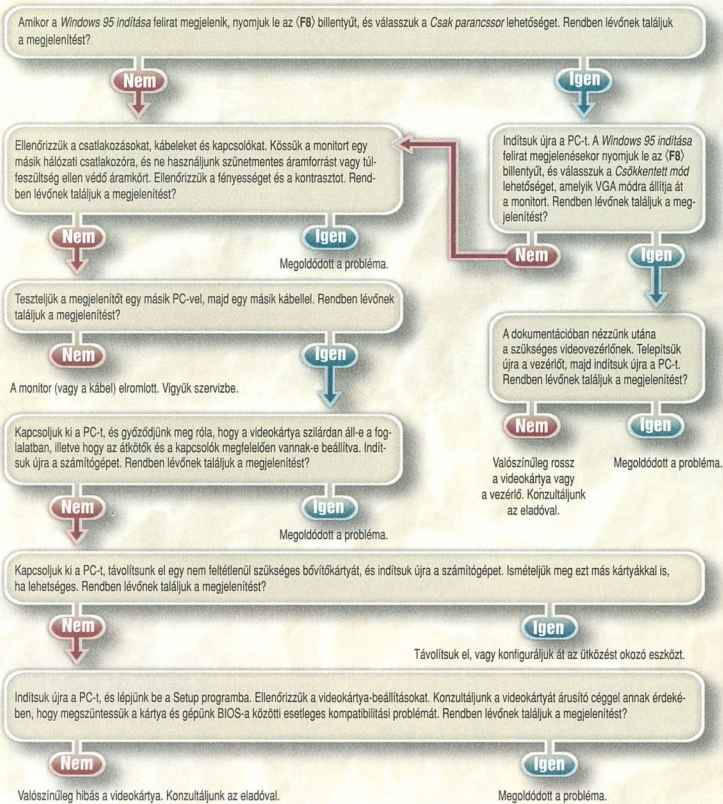 Amikor a Windows 95 indítása felirat megjelenik, nyomjuk le az ⟨F8⟩ billentyűt, és válasszuk a Csak parancssor lehetőséget. Rendben lévőnek találjuk
a megjelenítést?
Nem
Igen
Ellenőrizzük a csatlakozásokat, kábeleket és kapcsolókat. Kössük a monitort egy
másik hálózati csatlakozóra, és ne használjunk szünetmentes áramforrást vagy túl-
feszültség ellen védő áramkört. Ellenőrizzük a fényességet és a kontrasztot. Rend-
ben lévőnek találjuk a megjelenítést?
Indítsuk újra a PC-t. A Windows 95 indítása
felirat megjelenésekor nyomjuk le az ⟨F8⟩
billentyűt, és válasszuk a Csökkentett mód
lehetőséget, amelyik VGA módra állítja át
a monitort. Rendben lévőnek találjuk a meg-
jelenítést?
Nem
Igen
Megoldódott a probléma.
Nem
Igen
Teszteljük a megjelenítőt egy másik PC-vel, majd egy másik kábellel. Rendben lévőnek
találjuk a megjelenítést?
A dokumentációban nézzünk utána
a szükséges videovezérlőnek. Telepítsük
újra a vezérlőt, majd indítsuk újra a PC-t.
Rendben lévőnek találjuk a megjelenítést?
Nem
Igen
A monitor (vagy a kábel) elromlott. Vigyük szervizbe.
Nem
Igen
Valószínűleg rossz
a videokártya vagy
a vezérlő. Konzultáljunk
az eladóval.
Megoldódott a probléma.
Kapcsoljuk ki a PC-t, és győződjünk meg róla, hogy a videokártya szilárdan áll-e a fog-
lalatban, illetve hogy az átkötők és a kapcsolók megfelelően vannak-e beállítva. Indít-
suk újra a számítógépet. Rendben lévőnek találjuk a megjelenítést?
Nem
Igen
Megoldódott a probléma.
Kapcsoljuk ki a PC-t, távolítsunk el egy nem feltétlenül szükséges bővítőkártyát, és indítsuk újra a számítógépet. Ismételjük meg ezt más kártyákkal is,
ha lehetséges. Rendben lévőnek találjuk a megjelenítést?
Nem
Igen
Távolítsuk el, vagy konfiguráljuk át az ütközést okozó eszközt.
Indítsuk újra a PC-t, és lépjünk be a Setup programba. Ellenőrizzük a videokártya-beállításokat. Konzultáljunk a videokártyát árusító céggel annak érdeké-
ben, hogy megszüntessük a kártya és gépünk BIOS-a közötti esetleges kompatibilitási problémát. Rendben lévőnek találjuk a megjelenítést?
Nem
Igen
Valószínűleg hibás a videokártya. Konzultáljunk az eladóval.
Megoldódott a probléma.